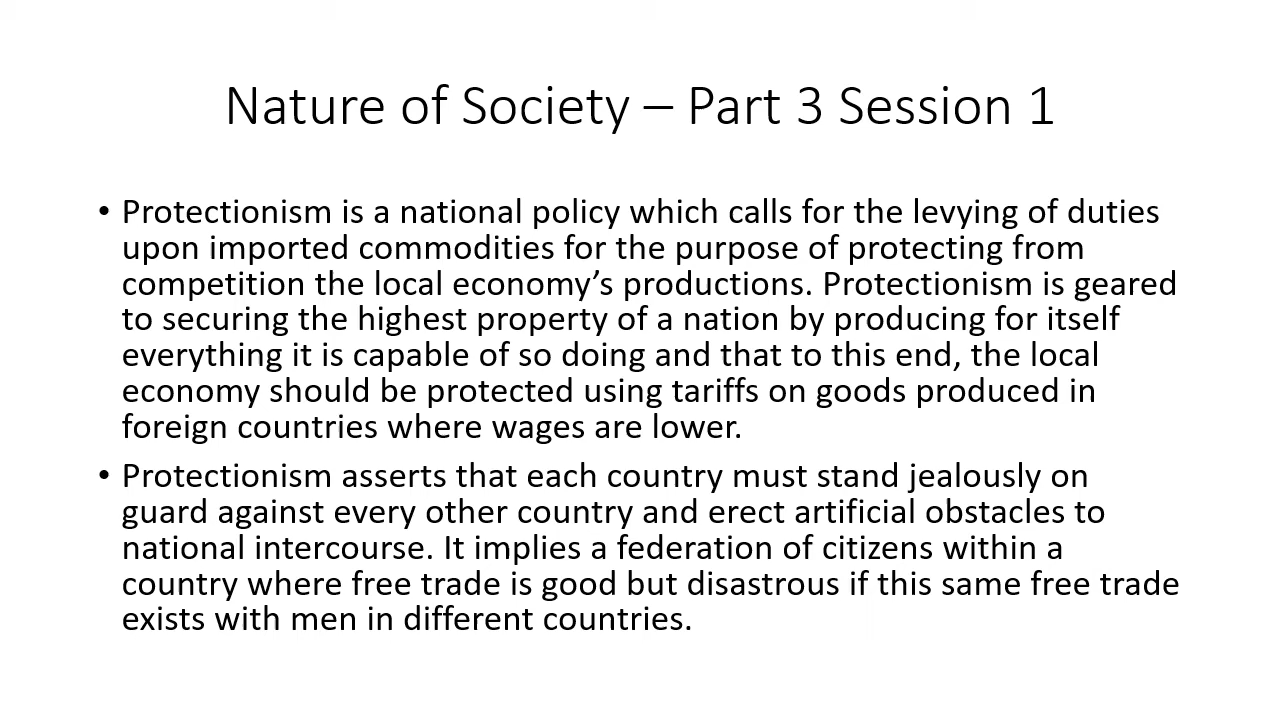 Nature of Society – Part 3 Session 1
• Protectionism is a national policy which calls for the levying of duties
upon imported commodities for the purpose of protecting from
competition the local economy’s productions. Protectionism is geared
to securing the highest property of a nation by producing for itself
everything it is capable of so doing and that to this end, the local
economy should be protected using tariffs on goods produced in
foreign countries where wages are lower.
• Protectionism asserts that each country must stand jealously on
guard against every other country and erect artificial obstacles to
national intercourse. It implies a federation of citizens within a
country where free trade is good but disastrous if this same free trade
exists with men in different countries.